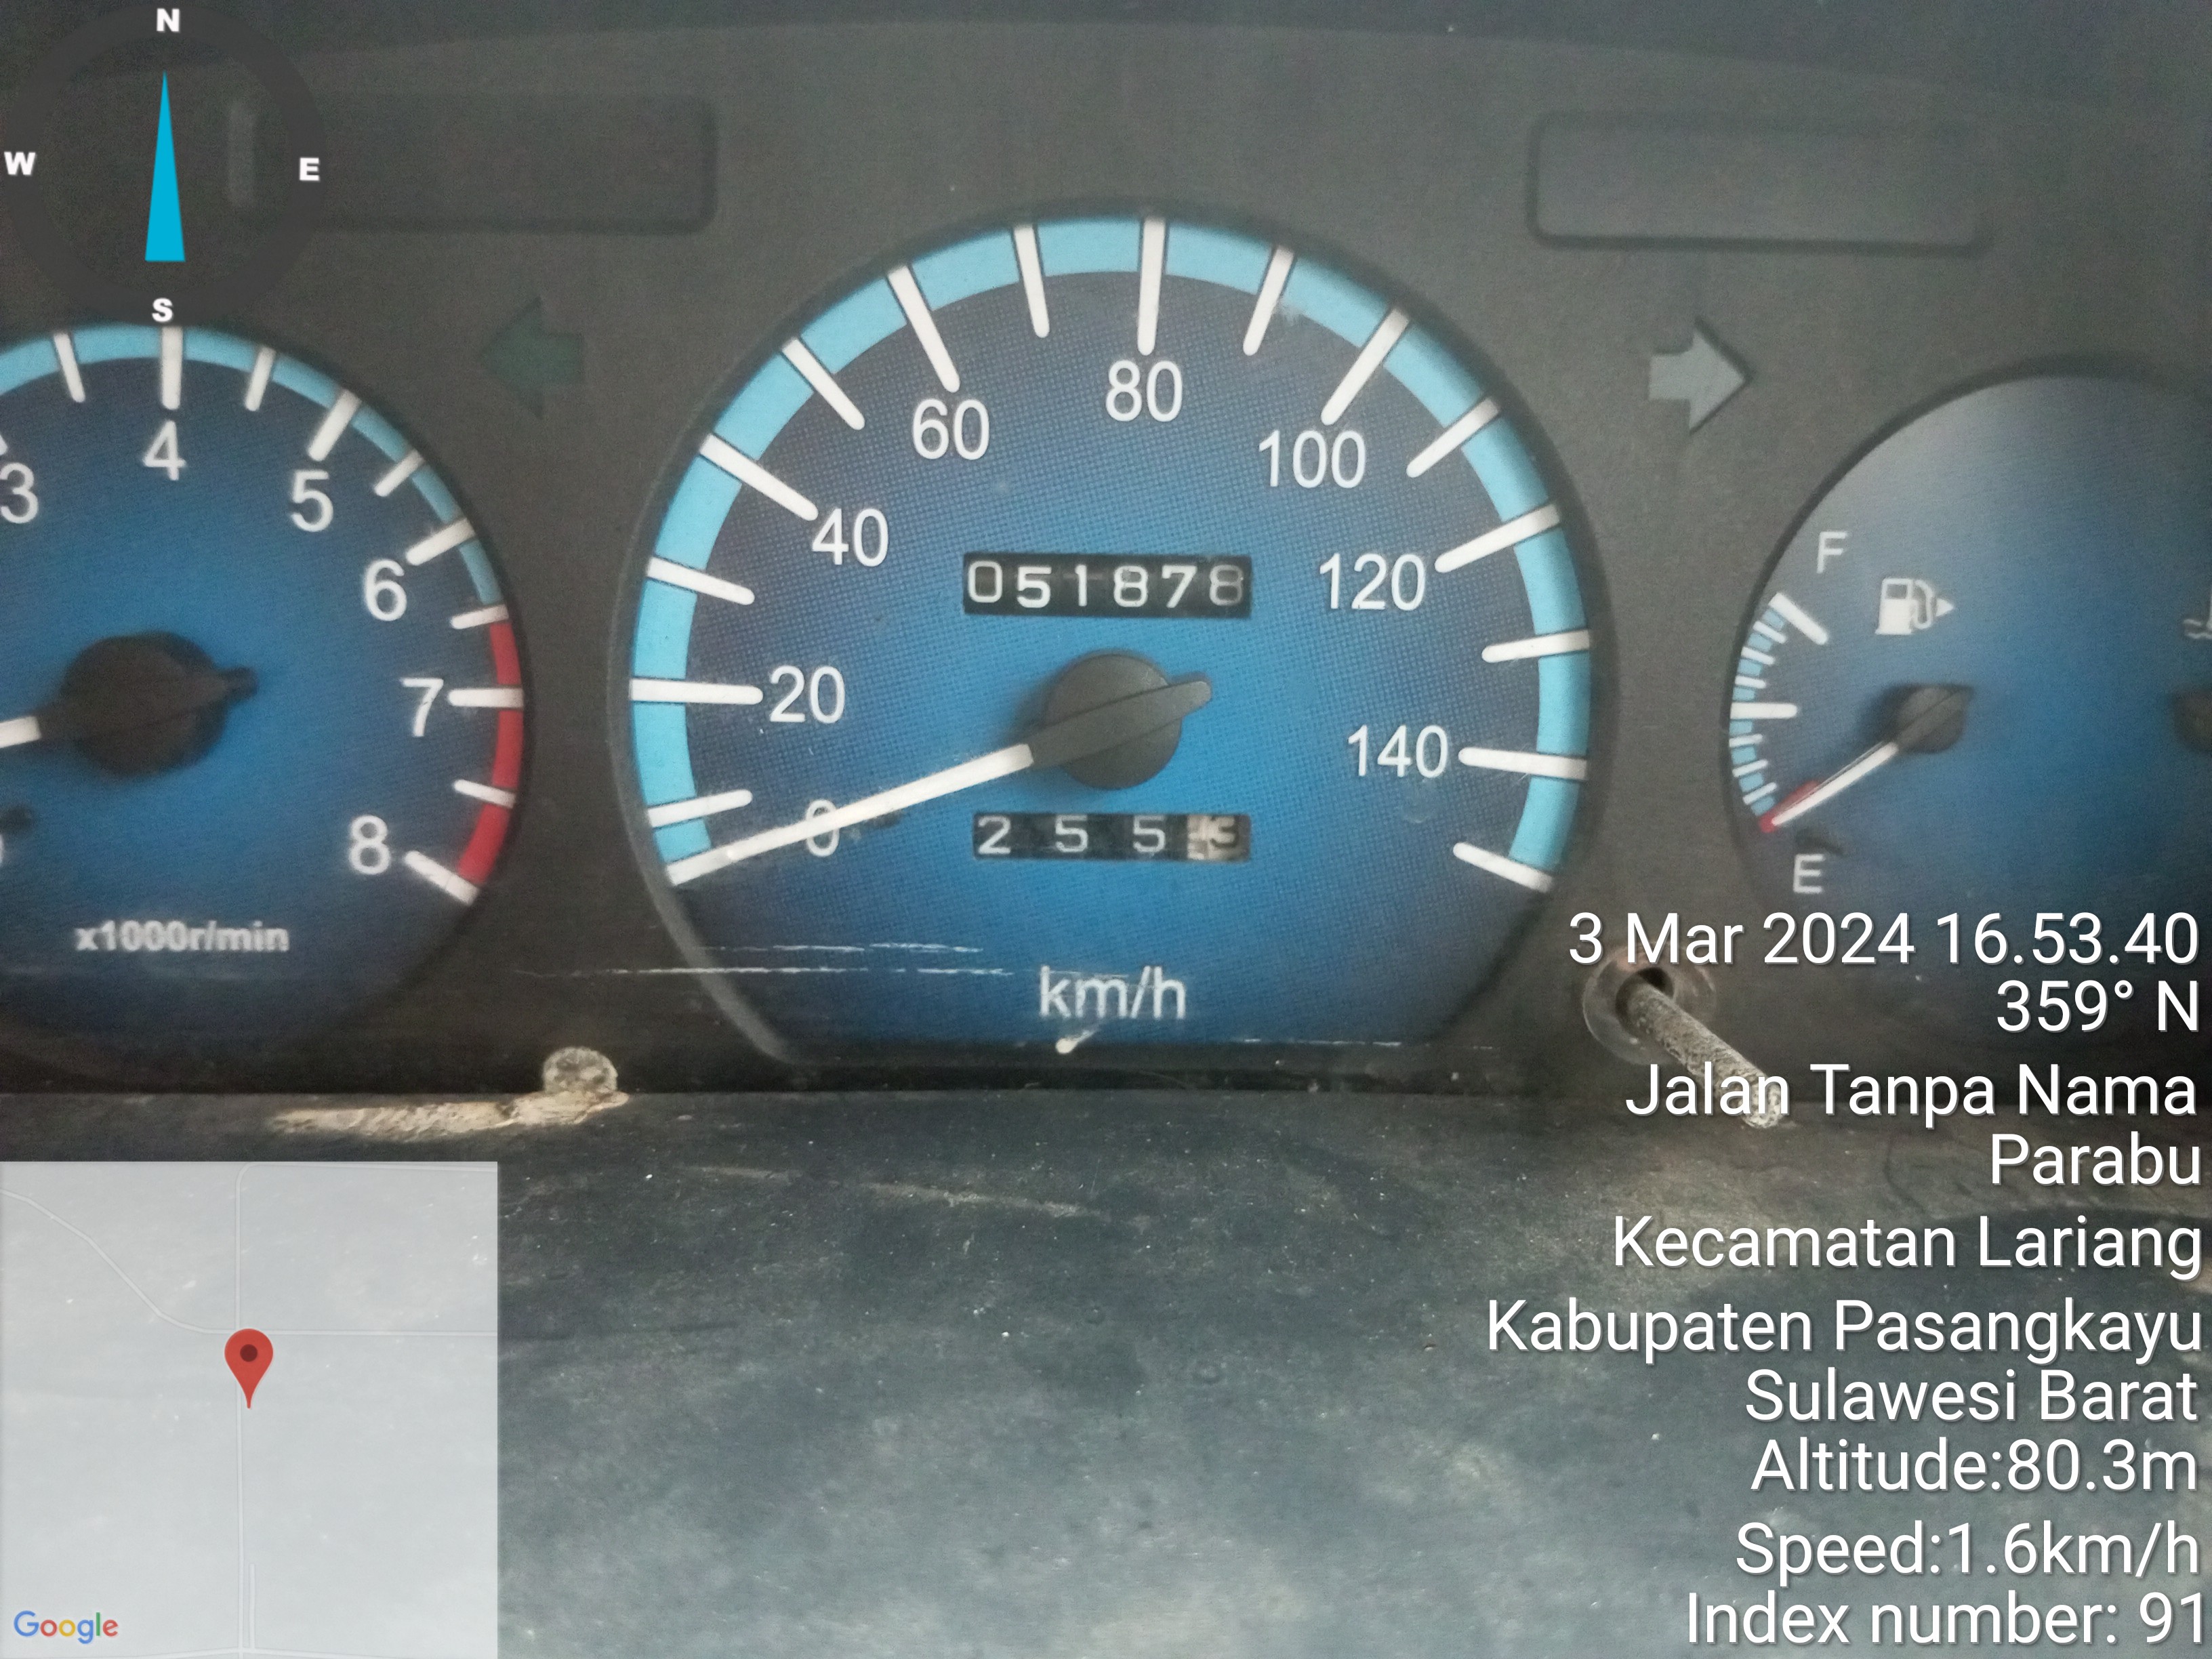 N
W E
S
3 4 5 6 7 8
x1000r/min
0 20 40 60 80 100 120 140
051878
255
km/h
F
E
3 Mar 2024 16.53.40
359° N
Jalan Tanpa Nama
Parabu
Kecamatan Lariang
Kabupaten Pasangkayu
Sulawesi Barat
Altitude:80.3m
Speed:1.6km/h
Index number: 91
Google